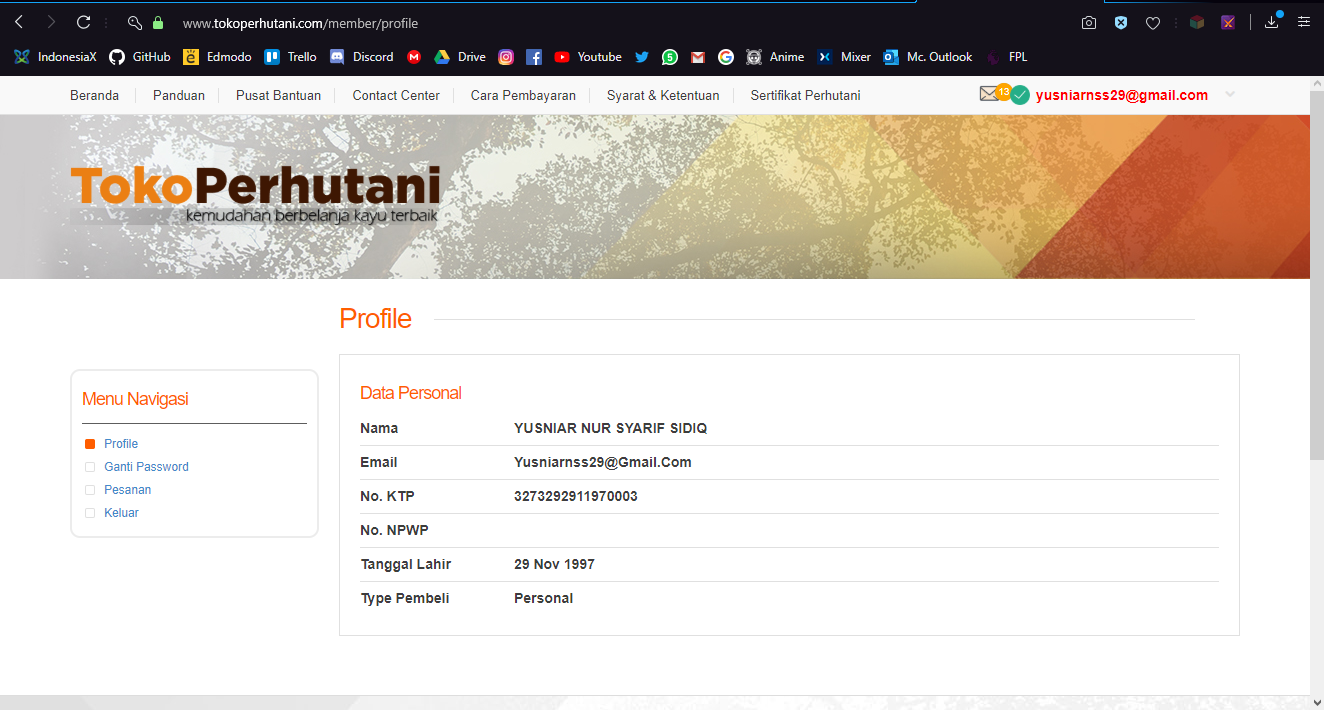 www.tokoperhutani.com/member/profile
IndonesiaX GitHub Edmodo Trello Discord Drive Youtube Anime Mixer Mc. Outlook FPL
Beranda Panduan Pusat Bantuan Contact Center Cara Pembayaran Syarat & Ketentuan Sertifikat Perhutani 13 yusniarnss29@gmail.com
TokoPerhutani
kemudahan berbelanja kayu terbaik
Profile
Menu Navigasi
Profile
Ganti Password
Pesanan
Keluar
Data Personal
Nama YUSNIAR NUR SYARIF SIDIQ
Email Yusniarnss29@Gmail.Com
No. KTP 3273292911970003
No. NPWP
Tanggal Lahir 29 Nov 1997
Type Pembeli Personal